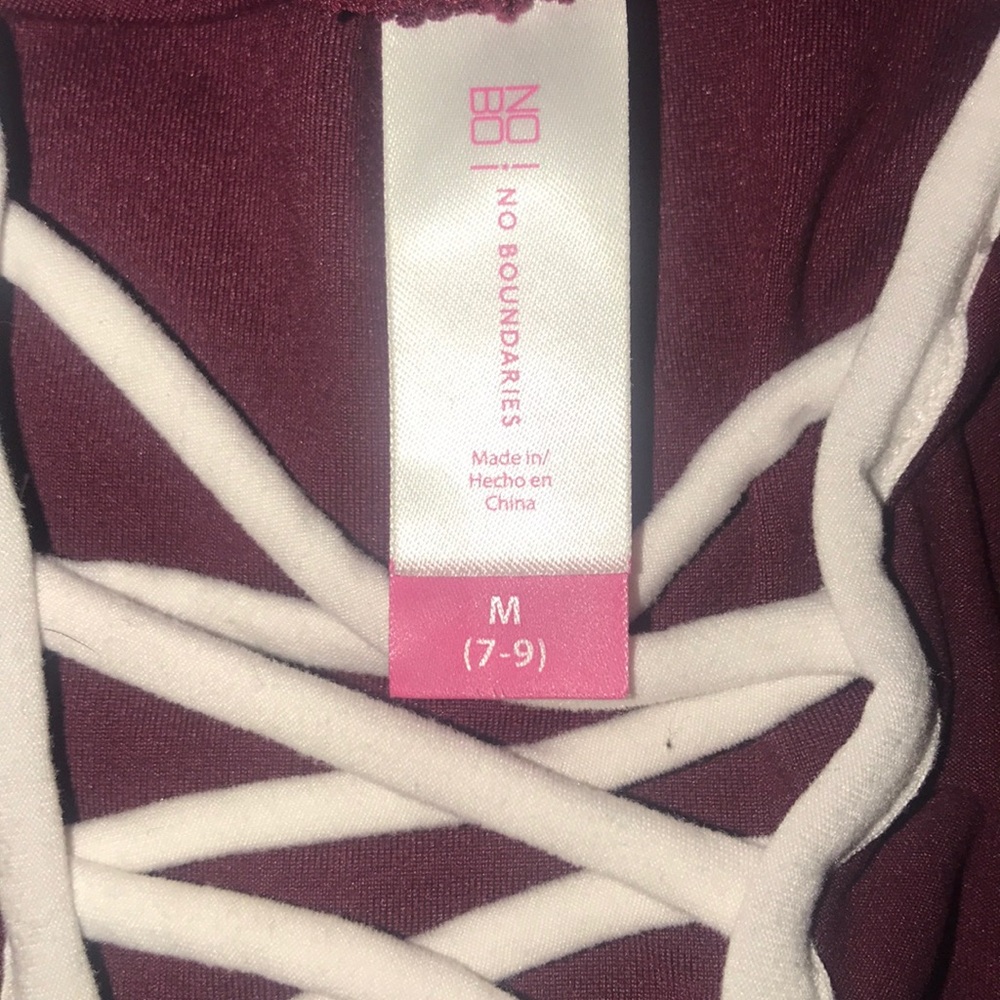 NO
BO
NO BOUNDARIES
Made in/
Hecho en
China
M
(7-9)